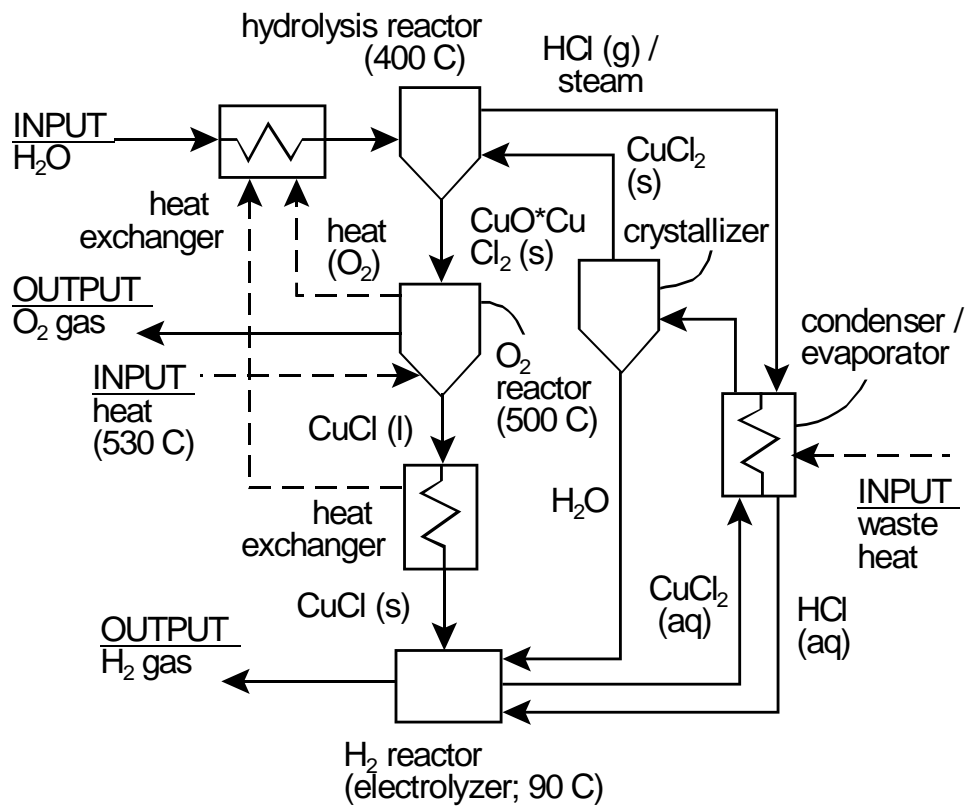 hydrolysis reactor
(400 C)
HCl (g) /
steam
INPUT
H₂O
CuCl₂
(s)
heat
exchanger
heat
(O₂)
CuO*Cu
Cl₂ (s)
crystallizer
OUTPUT
O₂ gas
condenser /
evaporator
INPUT
heat
(530 C)
O₂
reactor
(500 C)
CuCl (l)
H₂O
INPUT
waste
heat
heat
exchanger
CuCl₂
(aq)
HCl
(aq)
CuCl (s)
OUTPUT
H₂ gas
H₂ reactor
(electrolyzer; 90 C)